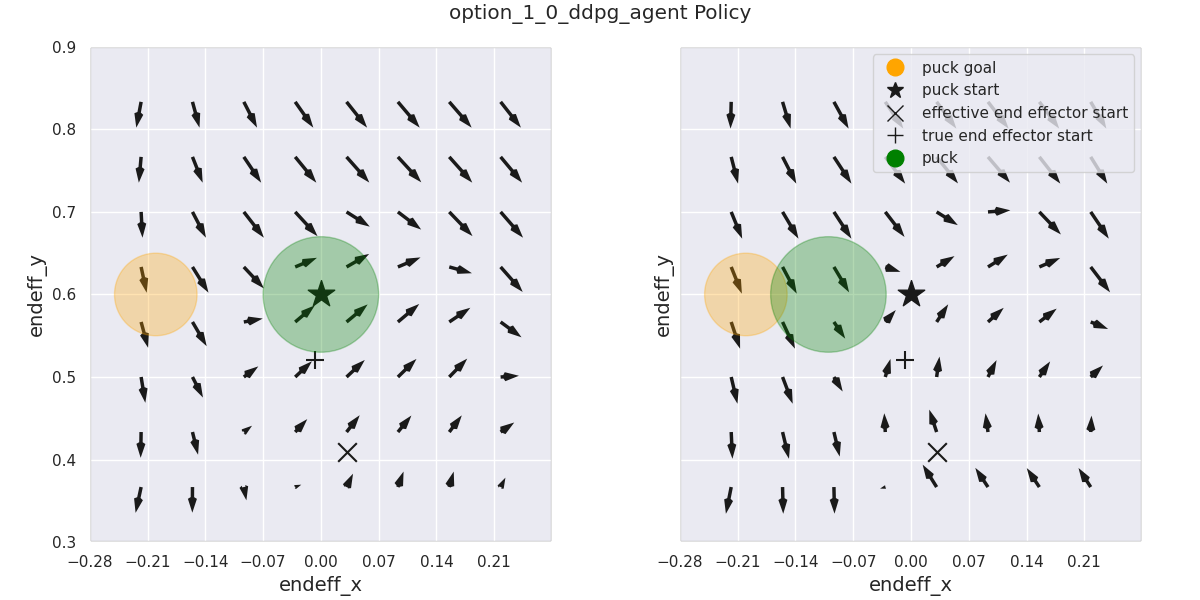 option_1_0_ddpg_agent Policy
0.9
0.8
0.7
0.6
0.5
0.4
0.3
endeff_y
−0.28 −0.21 −0.14 −0.07 0.00 0.07 0.14 0.21
endeff_x
puck goal
puck start
effective end effector start
true end effector start
puck
endeff_y
−0.28 −0.21 −0.14 −0.07 0.00 0.07 0.14 0.21
endeff_x